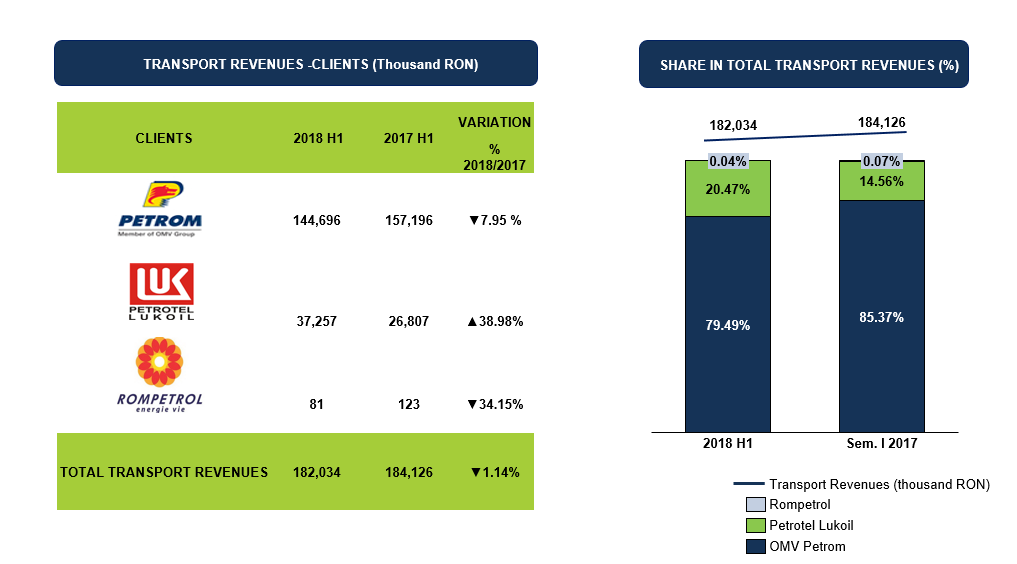 TRANSPORT REVENUES -CLIENTS (Thousand RON)
CLIENTS 2018 H1 2017 H1 VARIATION
%
2018/2017
PETROM
Member of OMV Group
144,696 157,196 ▼7.95 %
LUK
PETROTEL
LUKOIL
37,257 26,807 ▲38.98%
ROMPETROL
energie vie
81 123 ▼34.15%
TOTAL TRANSPORT REVENUES 182,034 184,126 ▼1.14%
SHARE IN TOTAL TRANSPORT REVENUES (%)
182,034 184,126
0.04% 0.07%
20.47% 14.56%
79.49% 85.37%
2018 H1 Sem. I 2017
Transport Revenues (thousand RON)
Rompetrol
Petrotel Lukoil
OMV Petrom